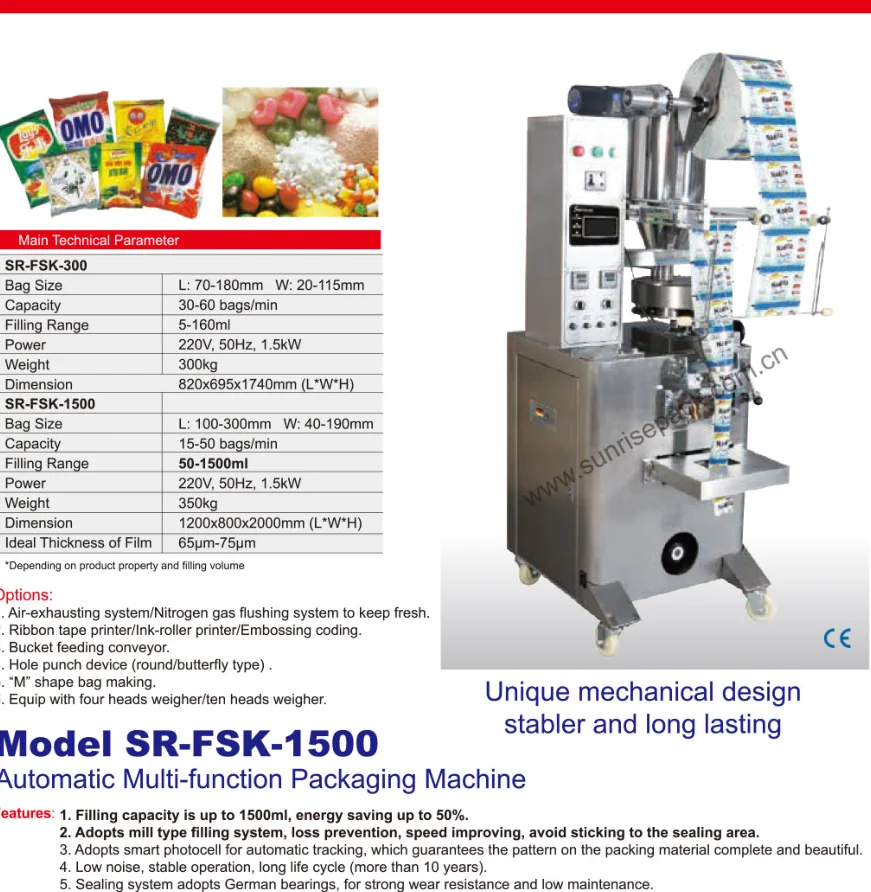 OMO
OMO
Main Technical Parameter
SR-FSK-300
Bag Size L: 70-180mm W: 20-115mm
Capacity 30-60 bags/min
Filling Range 5-160ml
Power 220V, 50Hz, 1.5kW
Weight 300kg
Dimension 820x695x1740mm (L*W*H)
SR-FSK-1500
Bag Size L: 100-300mm W: 40-190mm
Capacity 15-50 bags/min
Filling Range 50-1500ml
Power 220V, 50Hz, 1.5kW
Weight 350kg
Dimension 1200x800x2000mm (L*W*H)
Ideal Thickness of Film 65μm-75μm
*Depending on product property and filling volume
Options:
. Air-exhausting system/Nitrogen gas flushing system to keep fresh.
. Ribbon tape printer/Ink-roller printer/Embossing coding.
. Bucket feeding conveyor.
. Hole punch device (round/butterfly type) .
. “M” shape bag making.
. Equip with four heads weigher/ten heads weigher.
www.sunrisepack.com.cn
CE
Unique mechanical design
stabler and long lasting
Model SR-FSK-1500
Automatic Multi-function Packaging Machine
Features: 1. Filling capacity is up to 1500ml, energy saving up to 50%.
2. Adopts mill type filling system, loss prevention, speed improving, avoid sticking to the sealing area.
3. Adopts smart photocell for automatic tracking, which guarantees the pattern on the packing material complete and beautiful.
4. Low noise, stable operation, long life cycle (more than 10 years).
5. Sealing system adopts German bearings, for strong wear resistance and low maintenance.